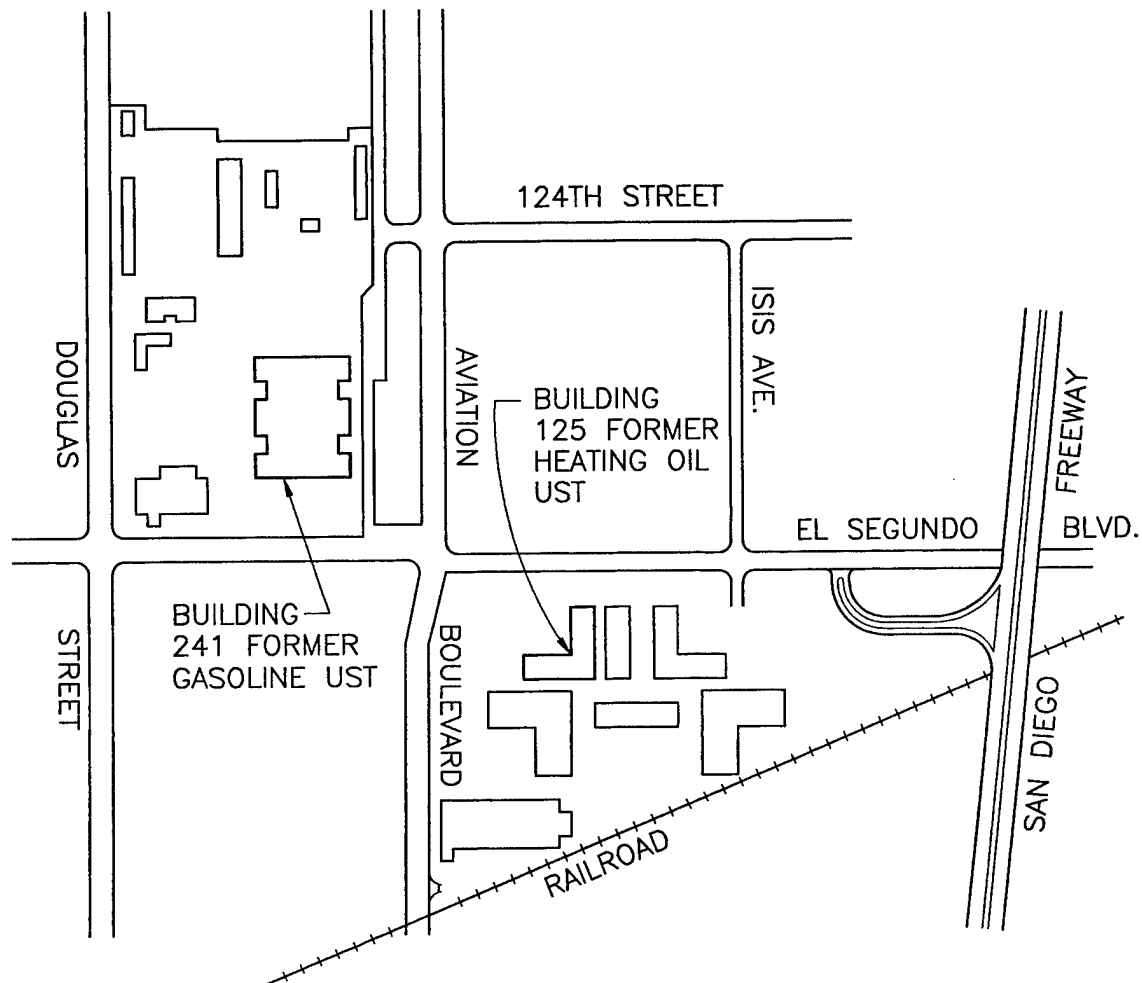 124TH STREET
ISIS AVE.
DOUGLAS
AVIATION
BUILDING
125 FORMER
HEATING OIL
UST
FREEWAY
EL SEGUNDO BLVD.
BUILDING
241 FORMER
GASOLINE UST
STREET
BOULEVARD
SAN DIEGO
RAILROAD